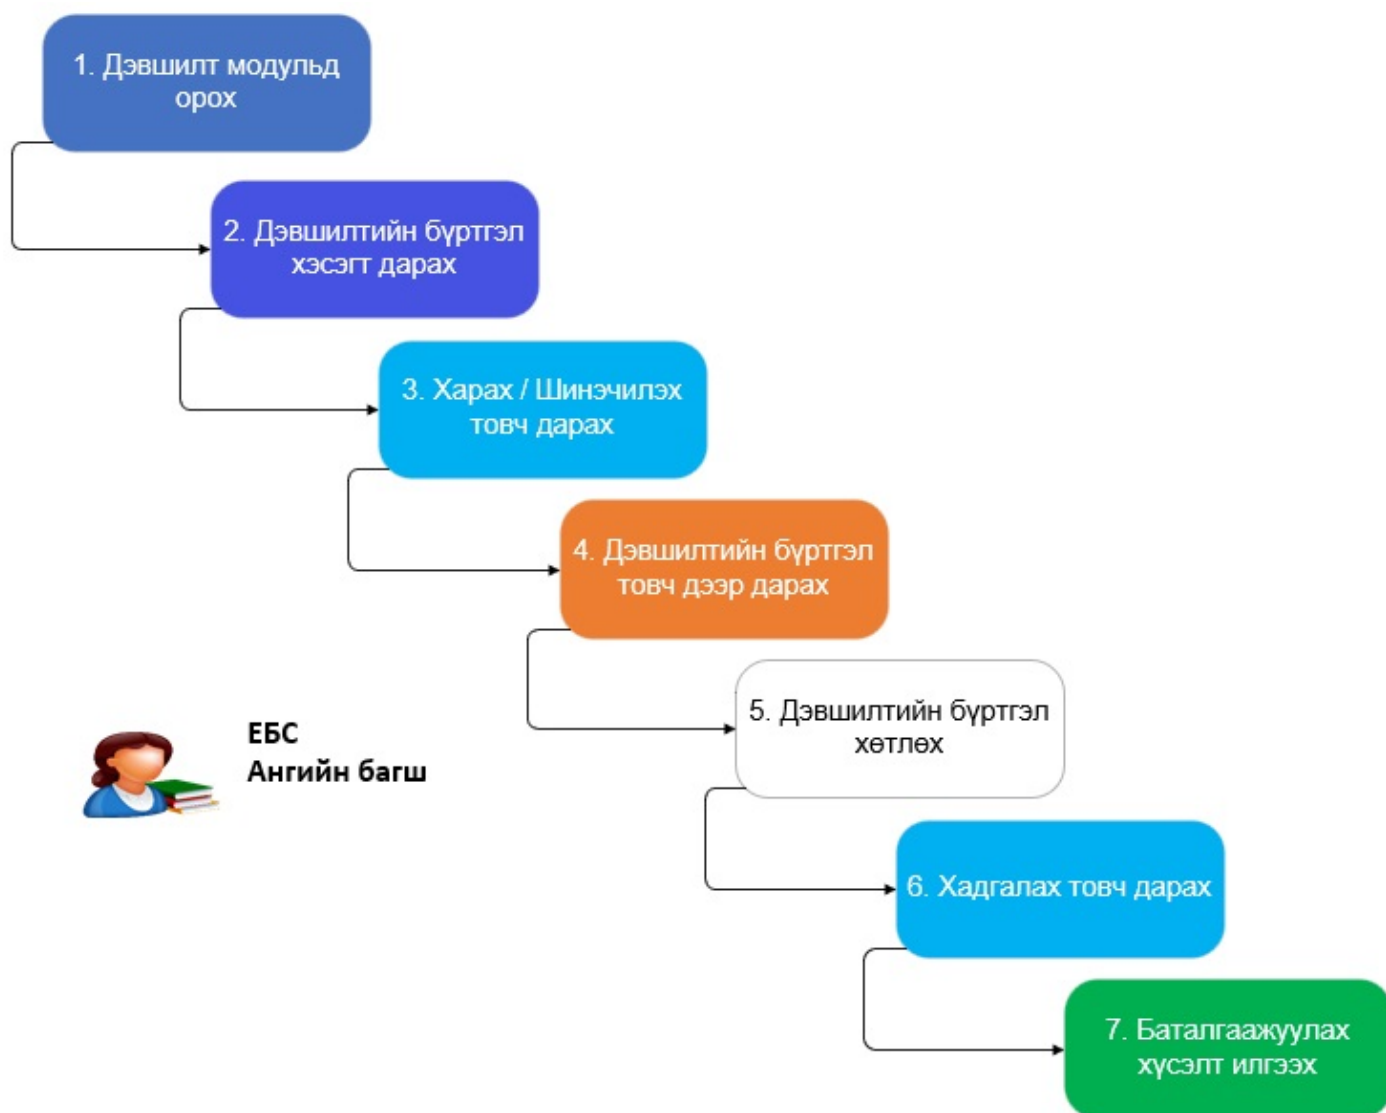 1. Дэвшилт модульд
орох
2. Дэвшилтийн бүртгэл
хэсэгт дарах
3. Харах / Шинэчилэх
товч дарах
4. Дэвшилтийн бүртгэл
товч дээр дарах
5. Дэвшилтийн бүртгэл
хөтлөх
ЕБС
Ангийн багш
6. Хадгалах товч дарах
7. Баталгаажуулах
хүсэлт илгээх